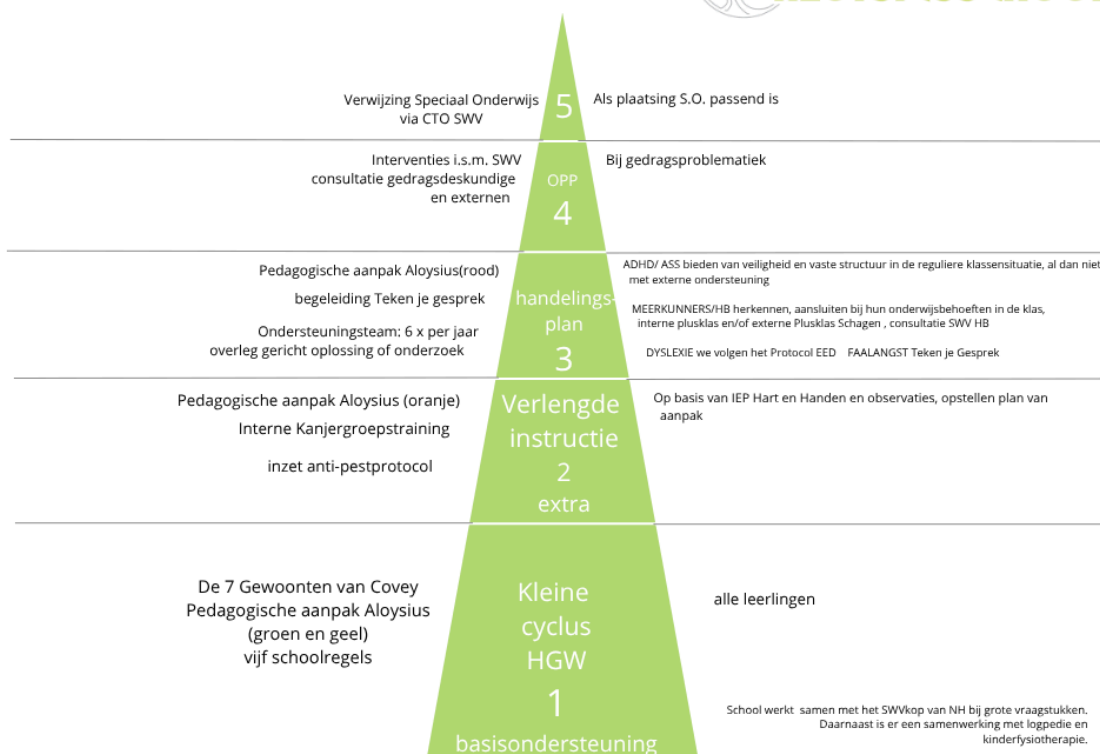 Verwijzing Speciaal Onderwijs
via CTO SWV
5
Als plaatsing S.O. passend is
Interventies i.s.m. SWV
consultatie gedragsdeskundige
en externen
OPP
4
Bij gedragsproblematiek
Pedagogische aanpak Aloysius(rood)
begeleiding Teken je gesprek
Ondersteuningsteam: 6 x per jaar
overleg gericht oplossing of onderzoek
handelings-
plan
3
ADHD/ ASS bieden van veiligheid en vaste structuur in de reguliere klassensituatie, al dan niet
met externe ondersteuning
MEERKUNNERS/HB herkennen, aansluiten bij hun onderwijsbehoeften in de klas,
interne plusklas en/of externe Plusklas Schagen , consultatie SWV HB
DYSLEXIE we volgen het Protocol EED FAALANGST Teken je Gesprek
Pedagogische aanpak Aloysius (oranje)
Interne Kanjergroepstraining
inzet anti-pestprotocol
Verlengde
instructie
2
extra
Op basis van IEP Hart en Handen en observaties, opstellen plan van
aanpak
De 7 Gewoonten van Covey
Pedagogische aanpak Aloysius
(groen en geel)
vijf schoolregels
Kleine
cyclus
HGW
1
basisondersteuning
alle leerlingen
School werkt samen met het SWVkop van NH bij grote vraagstukken.
Daarnaast is er een samenwerking met logpedie en
kinderfysiotherapie.